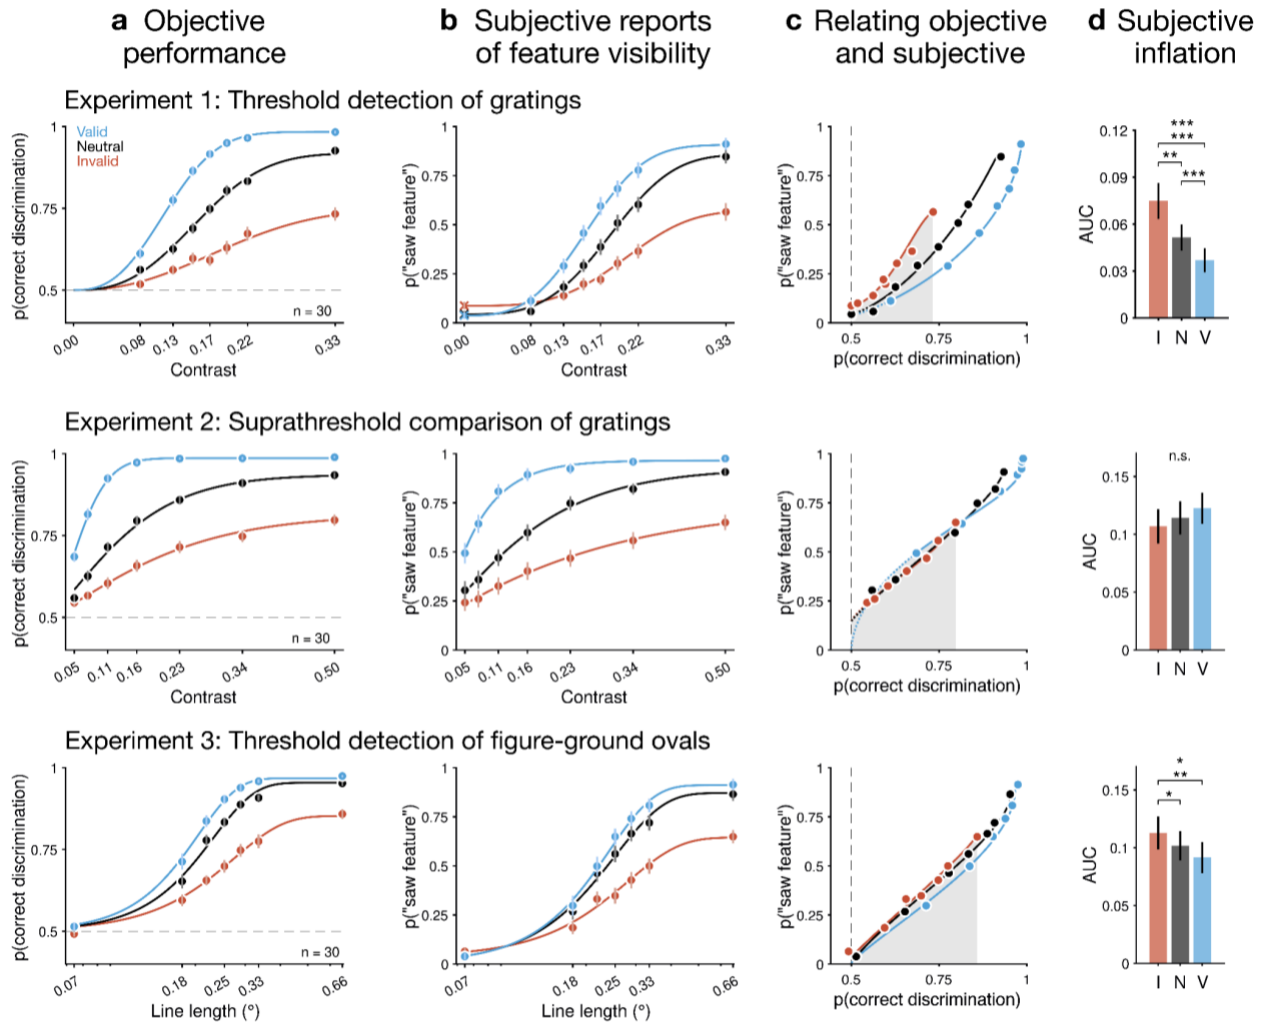 a Objective performance
b Subjective reports of feature visibility
c Relating objective and subjective
d Subjective inflation
Experiment 1: Threshold detection of gratings
p(correct discrimination)
1
0.75
0.5
Valid
Neutral
Invalid
n = 30
0.00 0.08 0.13 0.17 0.22 0.33
Contrast
p("saw feature")
1
0.75
0.5
0.25
0
0.00 0.08 0.13 0.17 0.22 0.33
Contrast
p("saw feature")
1
0.75
0.25
0
0.5 0.75 1
p(correct discrimination)
AUC
0.12
0.09
0.06
0.03
0
***
***
**
***
I N V
Experiment 2: Suprathreshold comparison of gratings
p(correct discrimination)
1
0.75
0.5
n = 30
0.05 0.11 0.16 0.23 0.34 0.50
Contrast
p("saw feature")
1
0.75
0.5
0.25
0
0.05 0.11 0.16 0.23 0.34 0.50
Contrast
p("saw feature")
1
0.75
0.5
0.25
0
0.5 0.75 1
p(correct discrimination)
AUC
0.15
0.1
0.05
0
n.s.
I N V
Experiment 3: Threshold detection of figure-ground ovals
p(correct discrimination)
1
0.75
0.5
n = 30
0.07 0.18 0.25 0.33 0.66
Line length (°)
p("saw feature")
1
0.75
0.5
0.25
0
0.07 0.18 0.25 0.33 0.66
Line length (°)
p("saw feature")
1
0.75
0.5
0.25
0
0.5 0.75 1
p(correct discrimination)
AUC
0.15
0.1
0.05
0
*
**
*
I N V